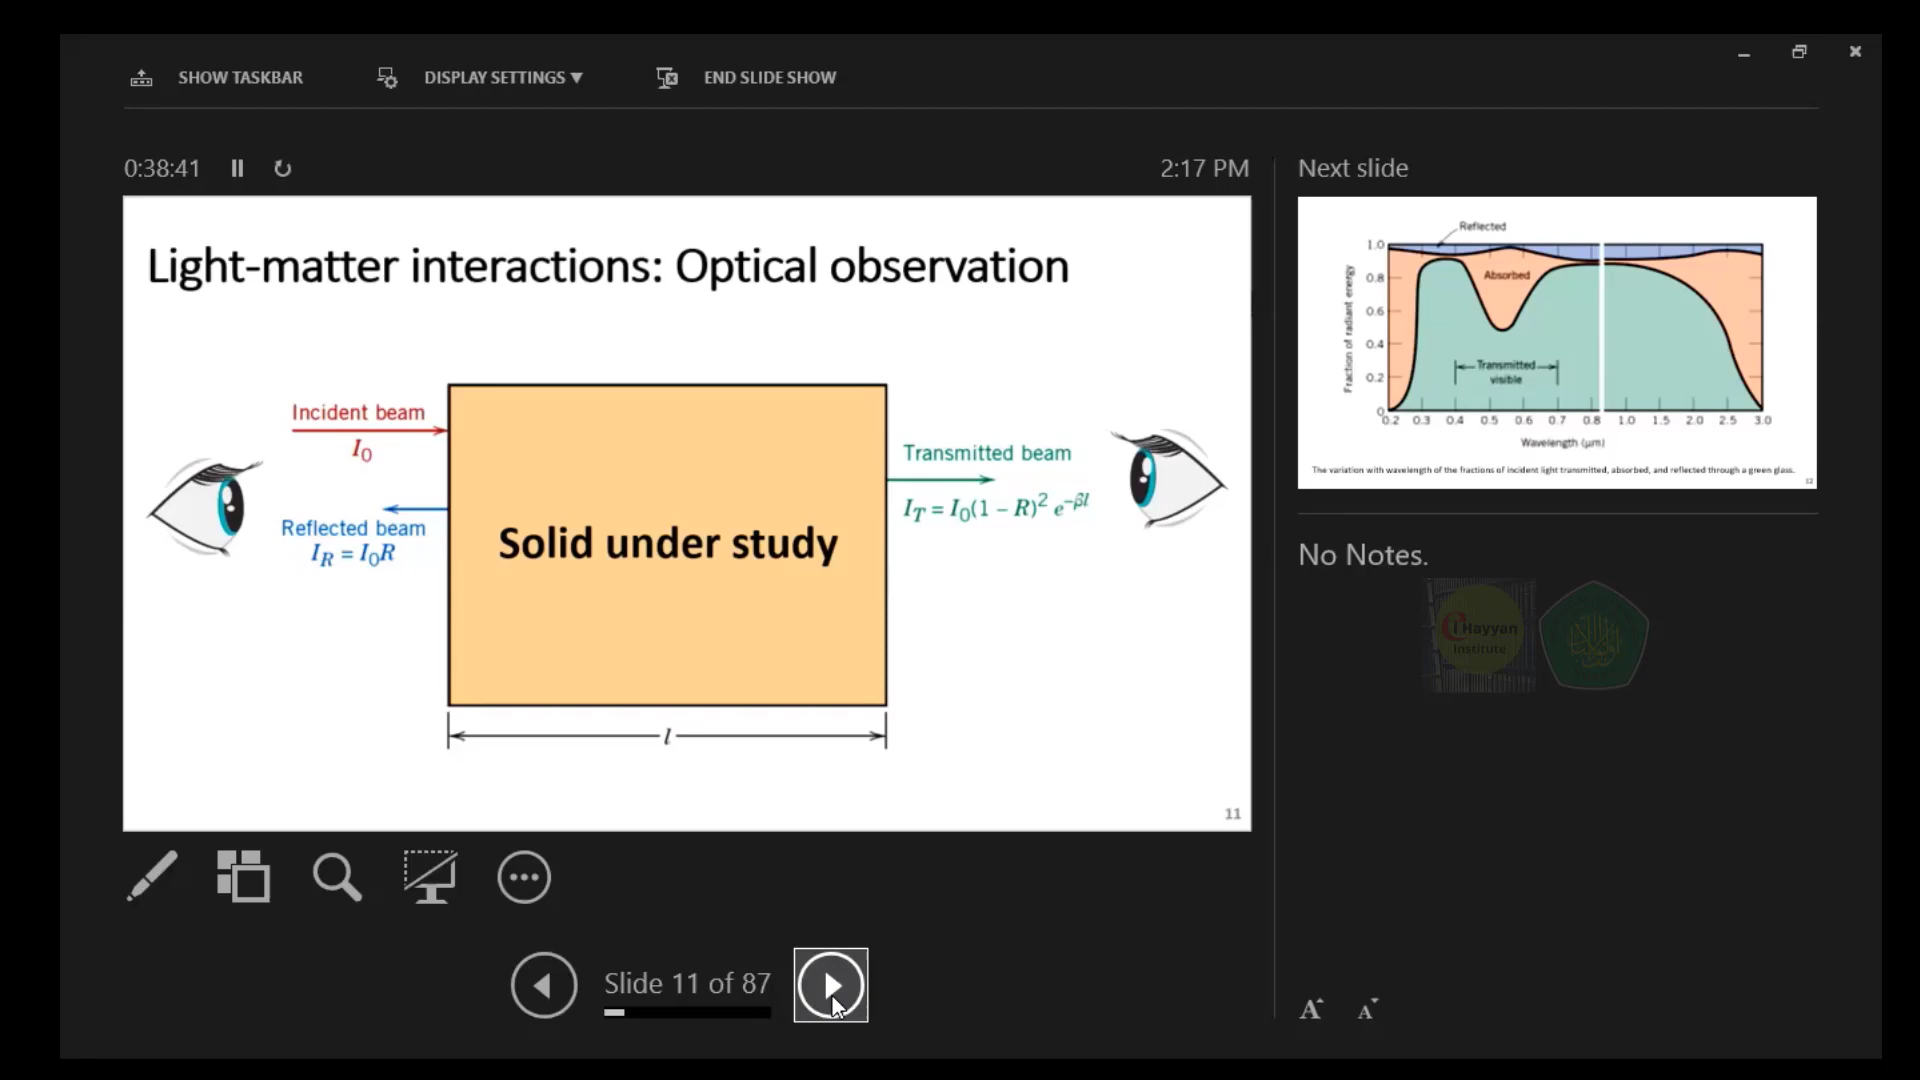 SHOW TASKBAR
DISPLAY SETTINGS ▼
END SLIDE SHOW
0:38:41
2:17 PM
Next slide
Light-matter interactions: Optical observation
Incident beam
I0
Reflected beam
IR = I0R
Solid under study
Transmitted beam
IT = I0(1 – R)² e^–βl
l
11
Reflected
Absorbed
Transmitted
visible
Fraction of radiant energy
1.0
0.8
0.6
0.4
0.2
0
0.2 0.3 0.4 0.5 0.6 0.7 0.8 1.0 1.5 2.0 2.5 3.0
Wavelength (μm)
The variation with wavelength of the fractions of incident light transmitted, absorbed, and reflected through a green glass.
12
No Notes.
Hayyan
Institute
Slide 11 of 87
A A